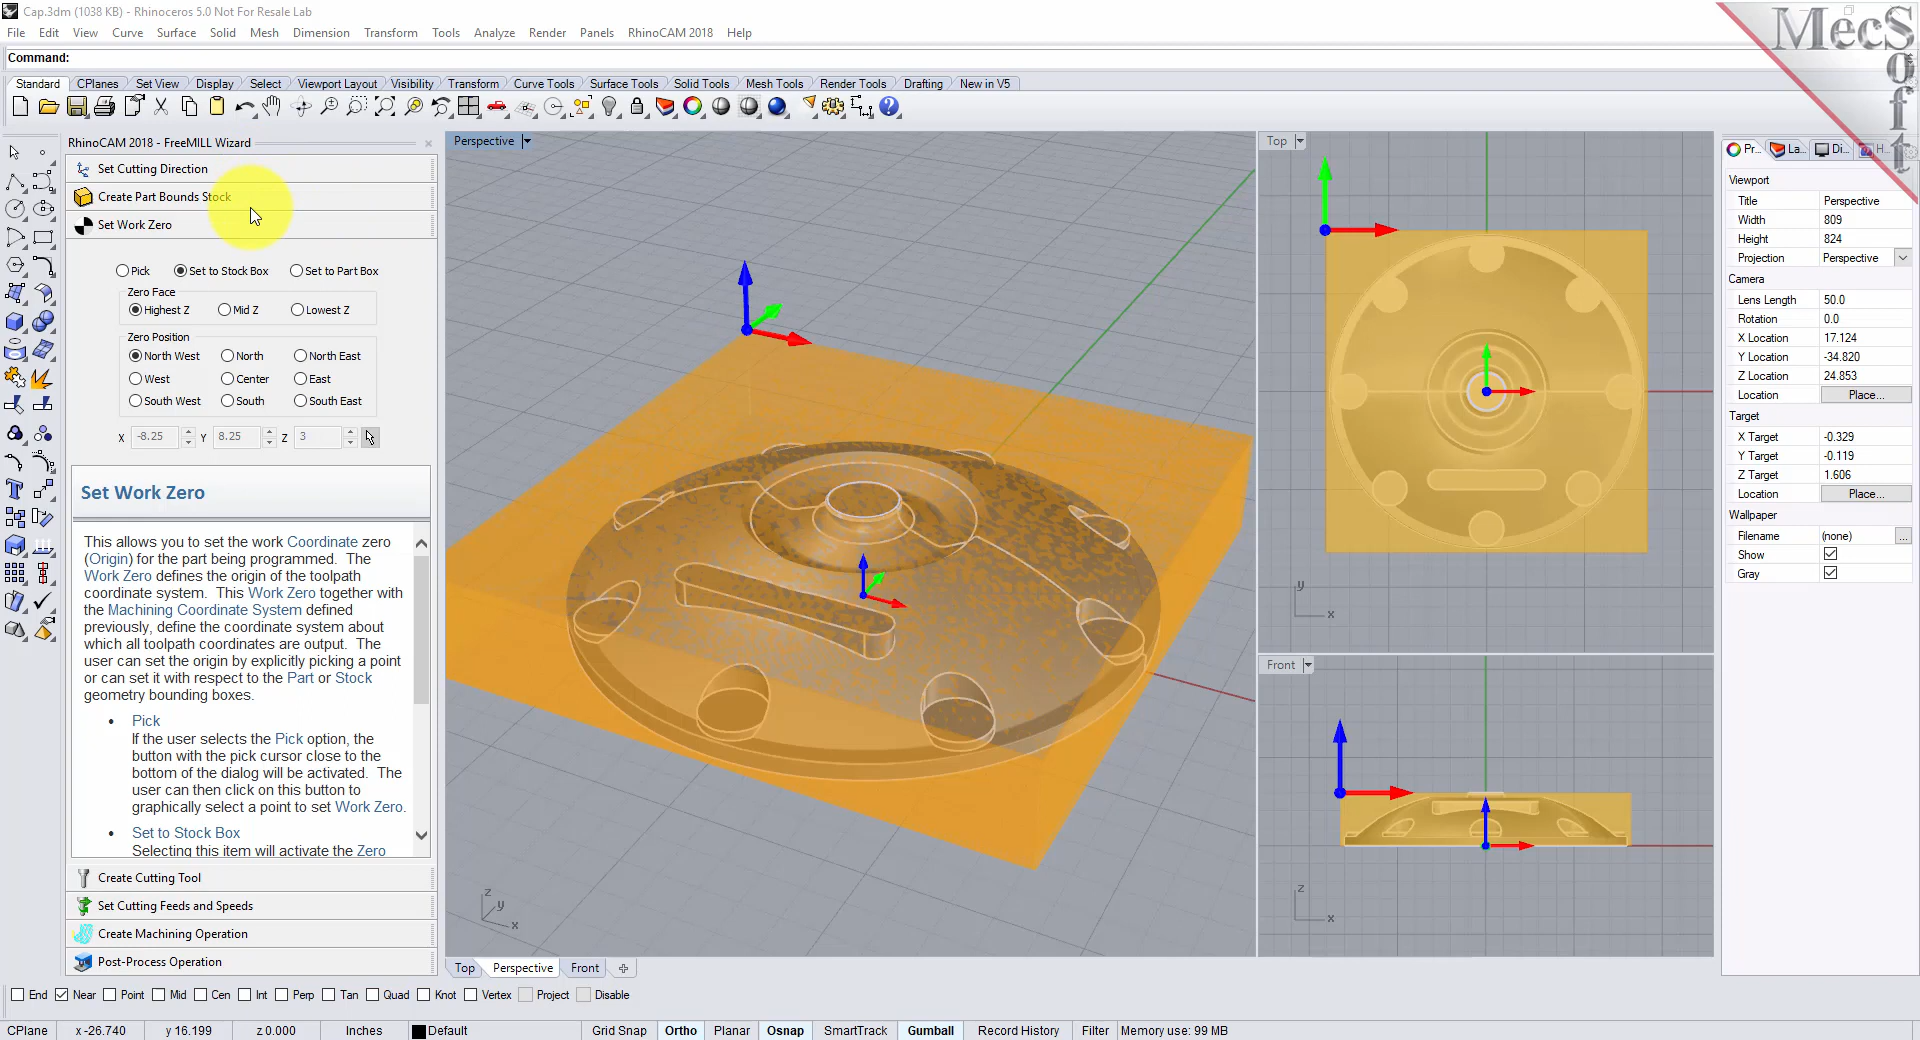 Cap.3dm (1038 KB) - Rhinoceros 5.0 Not For Resale Lab
File Edit View Curve Surface Solid Mesh Dimension Transform Tools Analyze Render Panels RhinoCAM 2018 Help
MecSoft
Command:
Standard CPlanes Set View Display Select Viewport Layout Visibility Transform Curve Tools Surface Tools Solid Tools Mesh Tools Render Tools Drafting New in V5
RhinoCAM 2018 - FreeMILL Wizard
Set Cutting Direction
Create Part Bounds Stock
Set Work Zero
Pick Set to Stock Box Set to Part Box
Zero Face
Highest Z Mid Z Lowest Z
Zero Position
North West North North East
West Center East
South West South South East
X -8.25 Y 8.25 Z 3
Set Work Zero
This allows you to set the work Coordinate zero
(Origin) for the part being programmed. The
Work Zero defines the origin of the toolpath
coordinate system. This Work Zero together with
the Machining Coordinate System defined
previously, define the coordinate system about
which all toolpath coordinates are output. The
user can set the origin by explicitly picking a point
or can set it with respect to the Part or Stock
geometry bounding boxes.
• Pick
If the user selects the Pick option, the
button with the pick cursor close to the
bottom of the dialog will be activated. The
user can then click on this button to
graphically select a point to set Work Zero.
• Set to Stock Box
Selecting this item will activate the Zero
Create Cutting Tool
Set Cutting Feeds and Speeds
Create Machining Operation
Post-Process Operation
Perspective
z
y
x
Top
y
x
Front
z
x
Top Perspective Front
Pr... La... Di... H...
Viewport
Title Perspective
Width 809
Height 824
Projection Perspective
Camera
Lens Length 50.0
Rotation 0.0
X Location 17.124
Y Location -34.820
Z Location 24.853
Location Place...
Target
X Target -0.329
Y Target -0.119
Z Target 1.606
Location Place...
Wallpaper
Filename (none) ...
Show
Gray
End Near Point Mid Cen Int Perp Tan Quad Knot Vertex Project Disable
CPlane x -26.740 y 16.199 z 0.000 Inches Default Grid Snap Ortho Planar Osnap SmartTrack Gumball Record History Filter Memory use: 99 MB